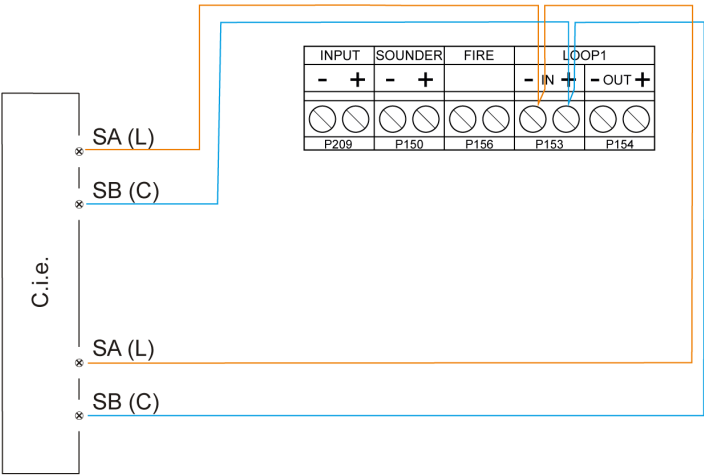 INPUT SOUNDER FIRE LOOP1
- + - + - IN + - OUT +
P209 P150 P156 P153 P154
SA (L)
SB (C)
C.i.e.
SA (L)
SB (C)